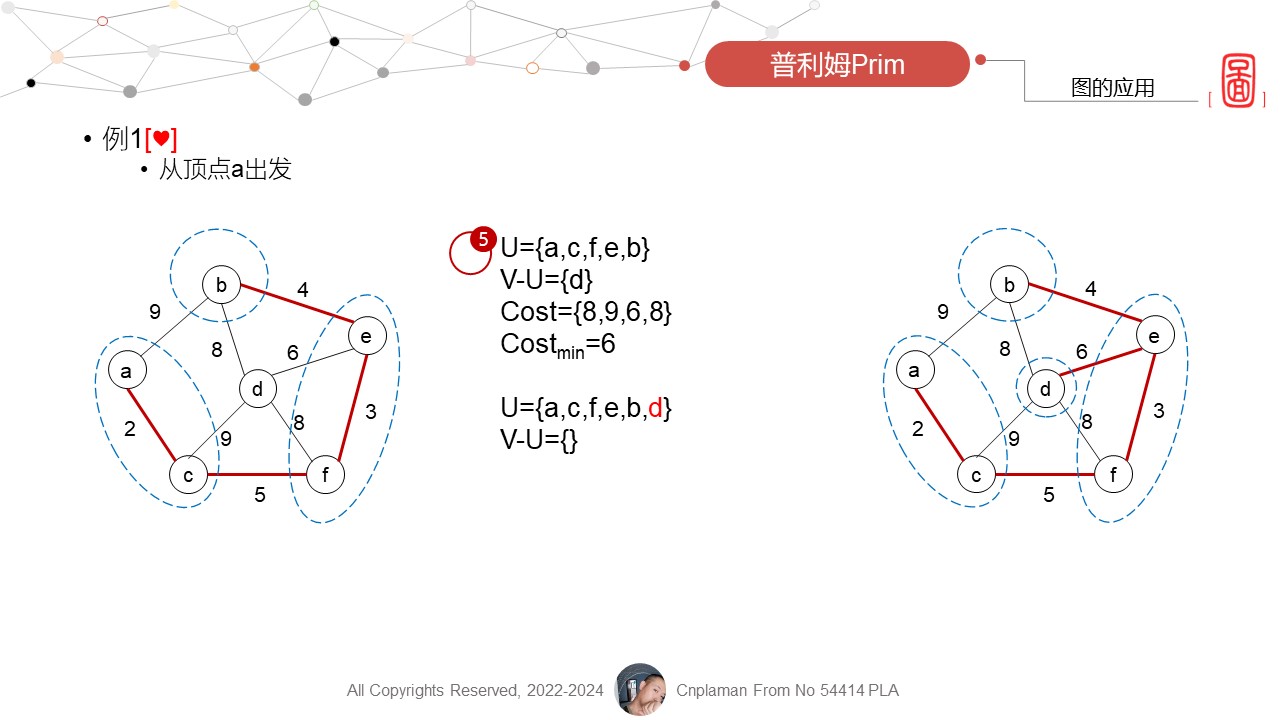 普利姆Prim
图的应用
[ ]
• 例1[♥]
• 从顶点a出发
b
4
9
e
8
6
a
d
2
3
9
8
c
f
5
5
U={a,c,f,e,b}
V-U={d}
Cost={8,9,6,8}
Costmin=6
U={a,c,f,e,b,d}
V-U={}
b
4
9
e
8
6
a
d
2
3
9
8
c
f
5
All Copyrights Reserved, 2022-2024
Cnplaman From No 54414 PLA